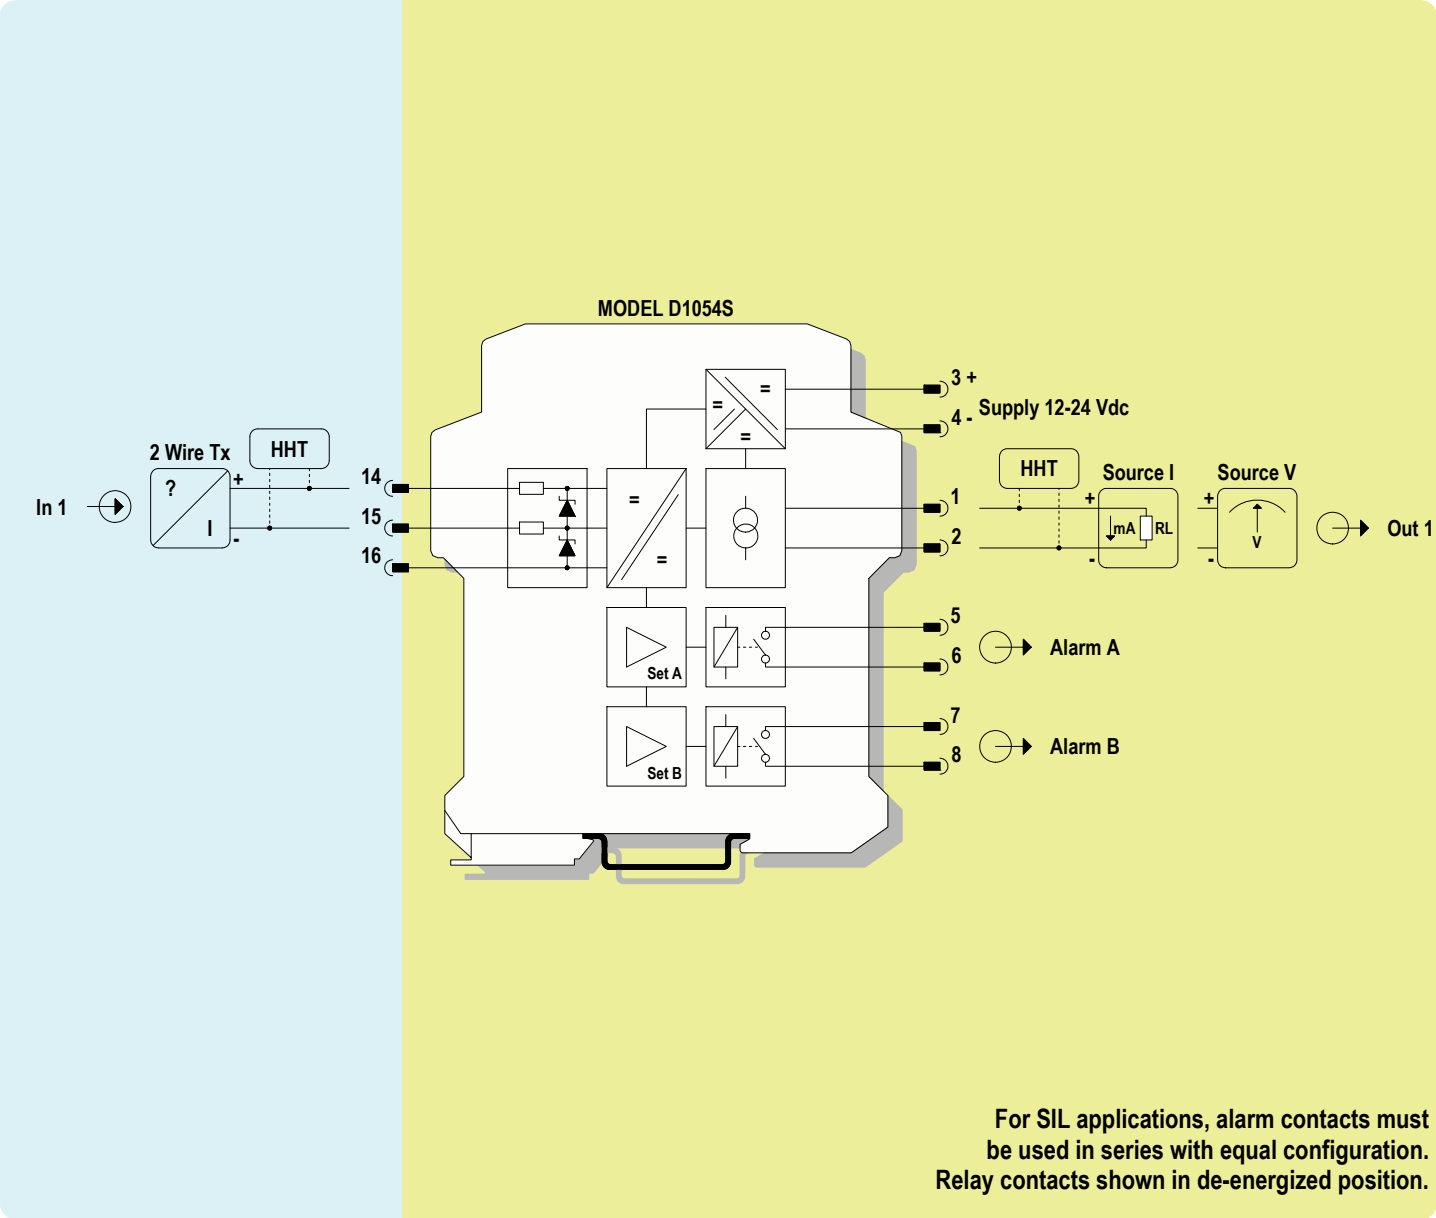 MODEL D1054S
3 +
Supply 12-24 Vdc
4 -
=
=
=
2 Wire Tx
HHT
In 1
?
I
+
-
14
15
16
=
=
1
2
HHT
Source I
+
mA
RL
-
Source V
+
V
-
Out 1
Set A
5
6
Alarm A
Set B
7
8
Alarm B
For SIL applications, alarm contacts must
be used in series with equal configuration.
Relay contacts shown in de-energized position.